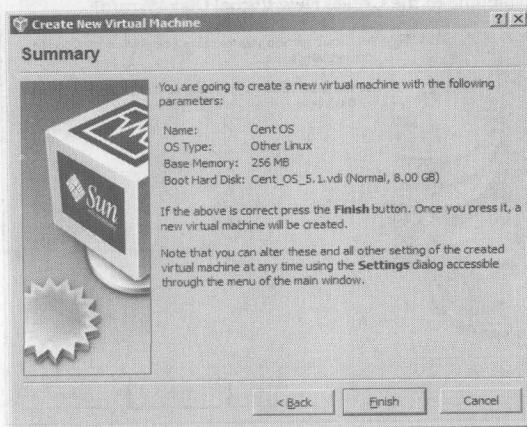 Create New Virtual Machine
? ×
Summary
You are going to create a new virtual machine with the following
parameters:
Name: Cent OS
OS Type: Other Linux
Base Memory: 256 MB
Boot Hard Disk: Cent_OS_5.1.vdi (Normal, 8.00 GB)
If the above is correct press the Finish button. Once you press it, a
new virtual machine will be created.
Note that you can alter these and all other setting of the created
virtual machine at any time using the Settings dialog accessible
through the menu of the main window.
Sun
< Back
Finish
Cancel